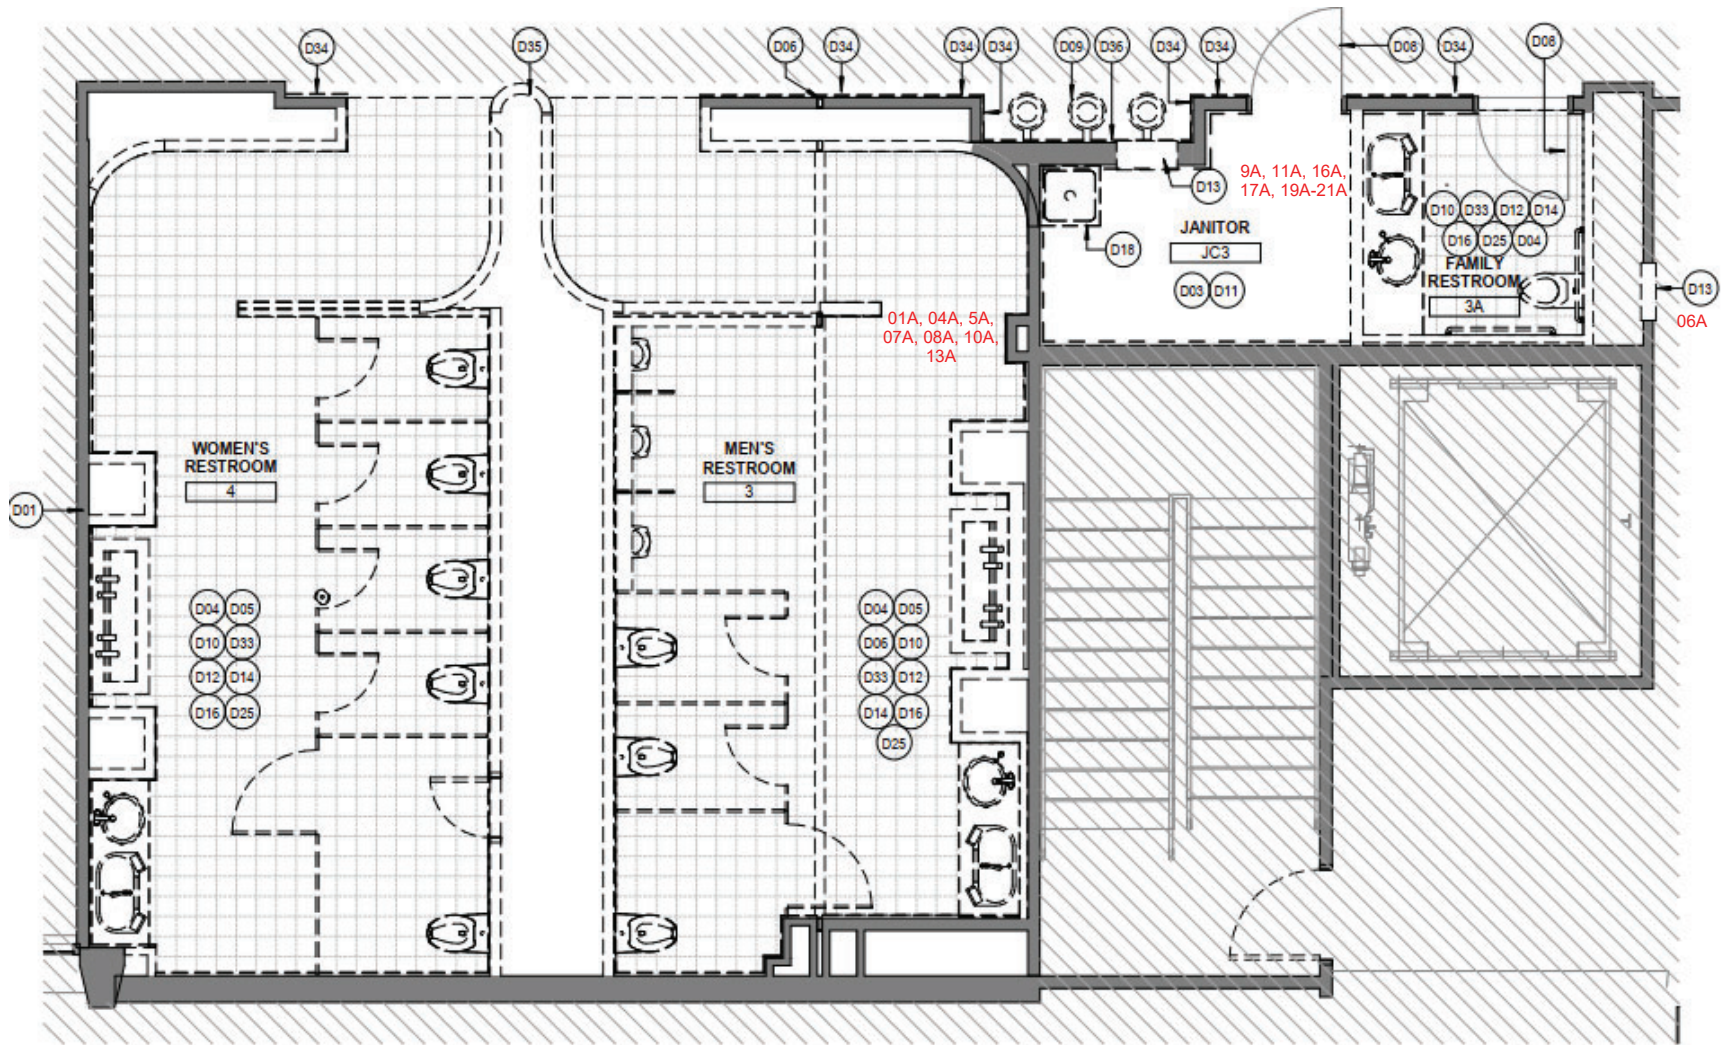 D34
D35
D06
D34
D34
D34
D09
D36
D34
D34
D08
D34
D08
9A, 11A, 16A,
17A, 19A-21A
D13
D10 D33 D12 D14
D16 D25 D04
JANITOR
JC3
D18
D03 D11
FAMILY
RESTROOM
3A
D13
06A
01A, 04A, 5A,
07A, 08A, 10A,
13A
WOMEN'S
RESTROOM
4
MEN'S
RESTROOM
3
D01
D04 D05
D10 D33
D12 D14
D16 D25
D04 D05
D06 D10
D33 D12
D14 D16
D25